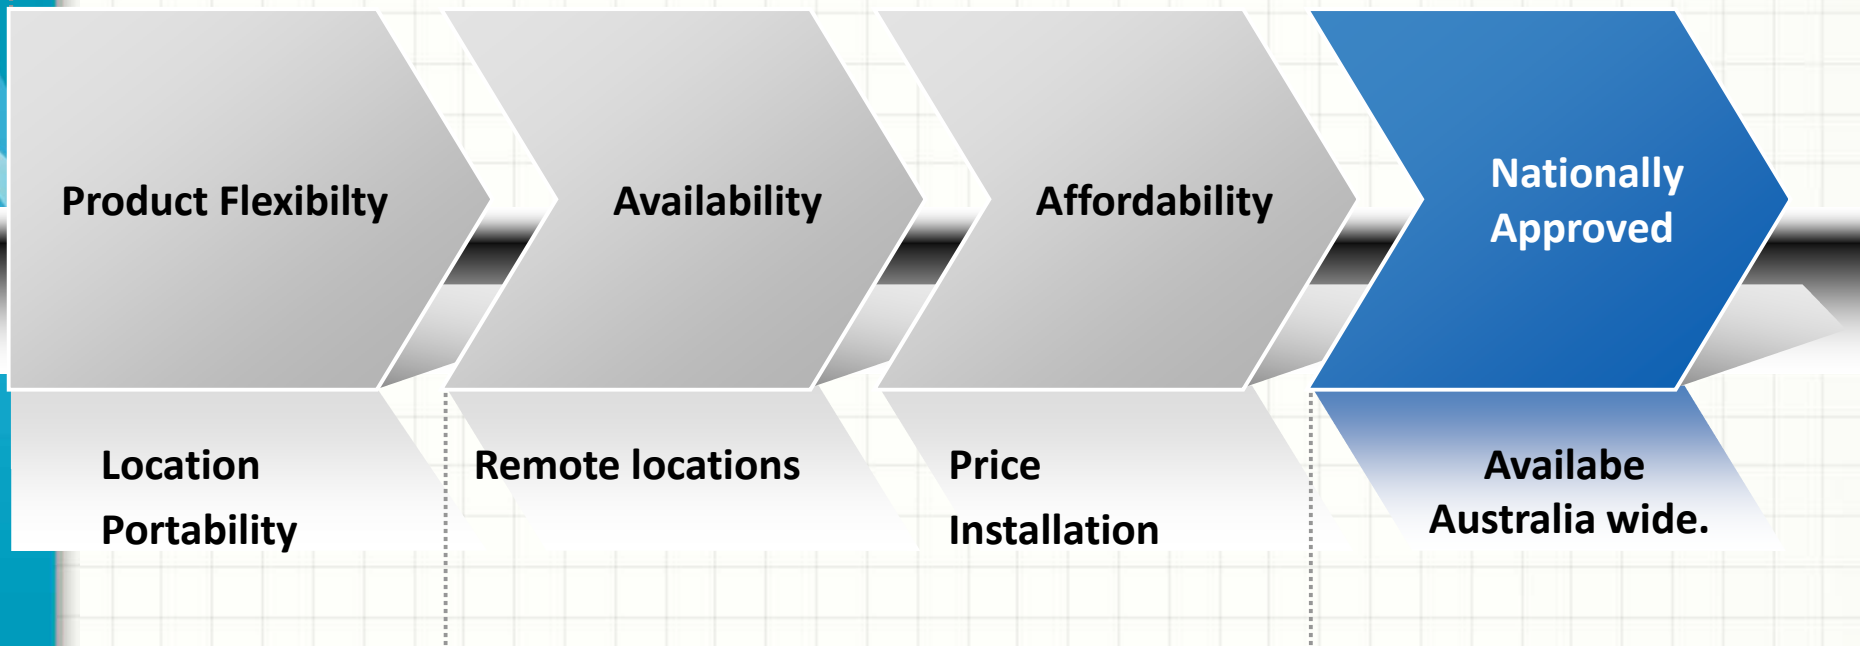 Product Flexibilty
Availability
Affordability
Nationally
Approved
Location
Portability
Remote locations
Price
Installation
Availabe
Australia wide.